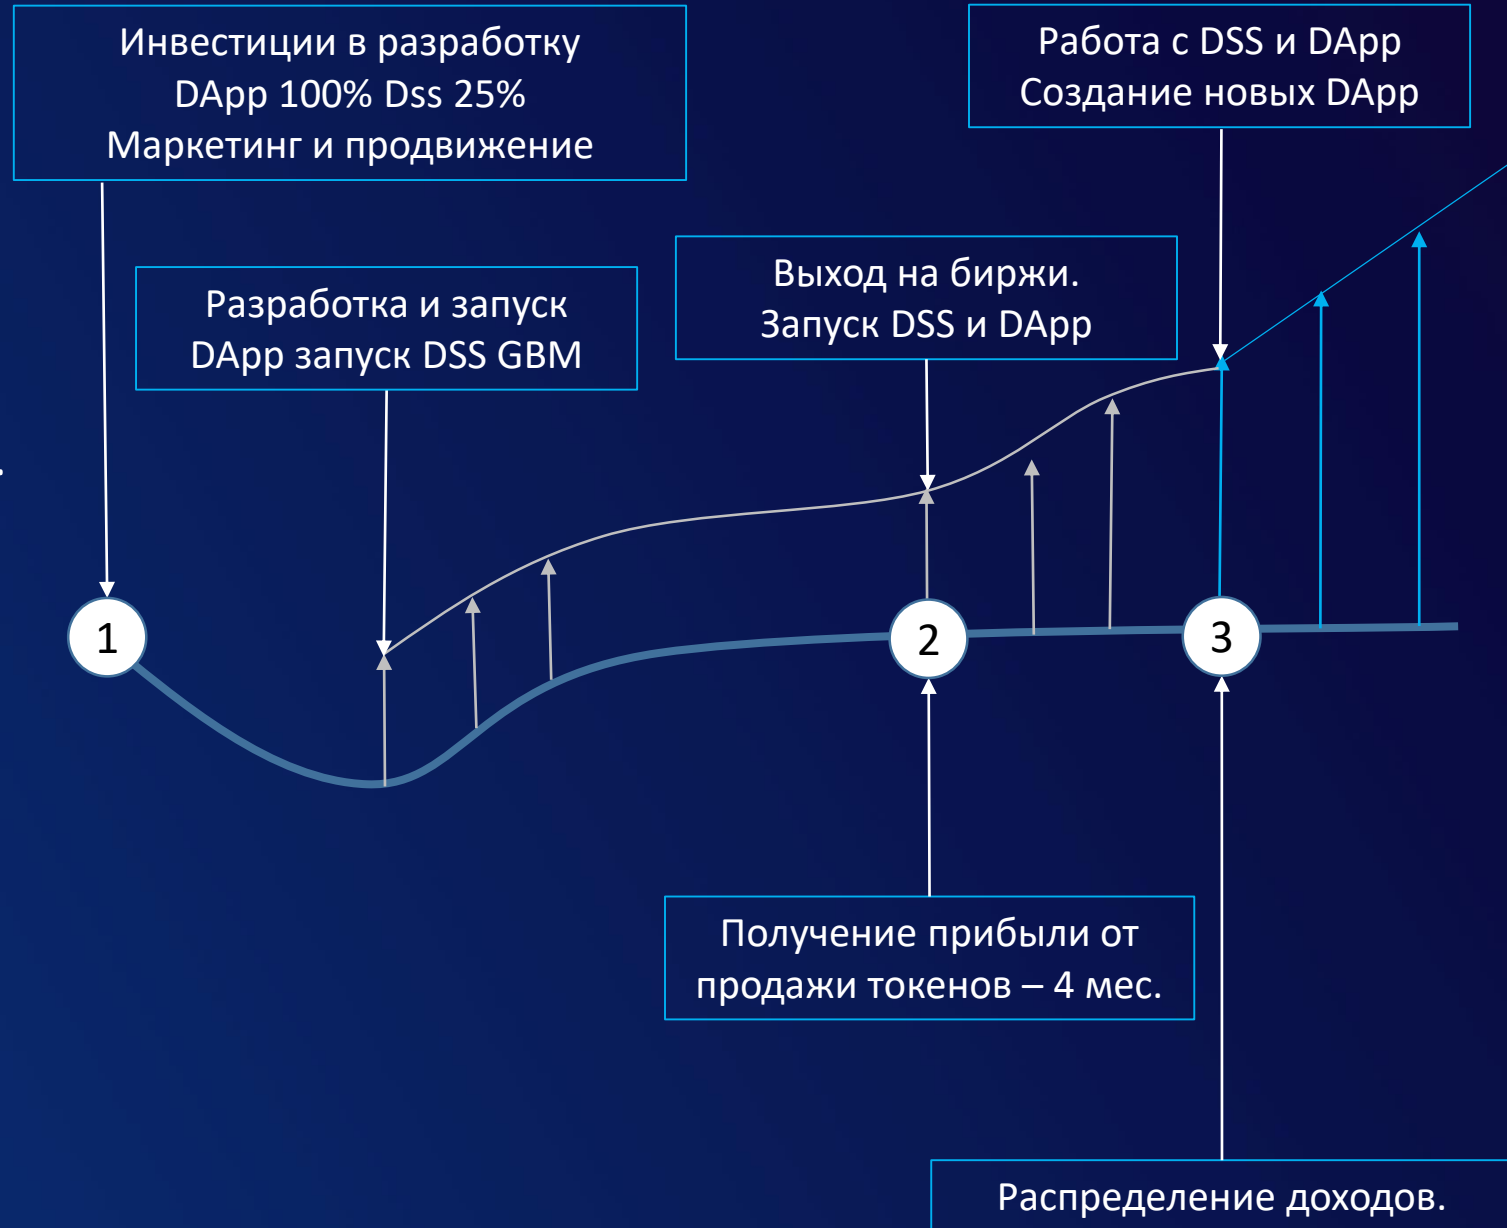 Инвестиции в разработку
DApp 100% Dss 25%
Маркетинг и продвижение
Работа с DSS и DApp
Создание новых DApp
Разработка и запуск
DApp запуск DSS GBM
Выход на биржи.
Запуск DSS и DApp
1
2
3
Получение прибыли от
продажи токенов – 4 мес.
Распределение доходов.